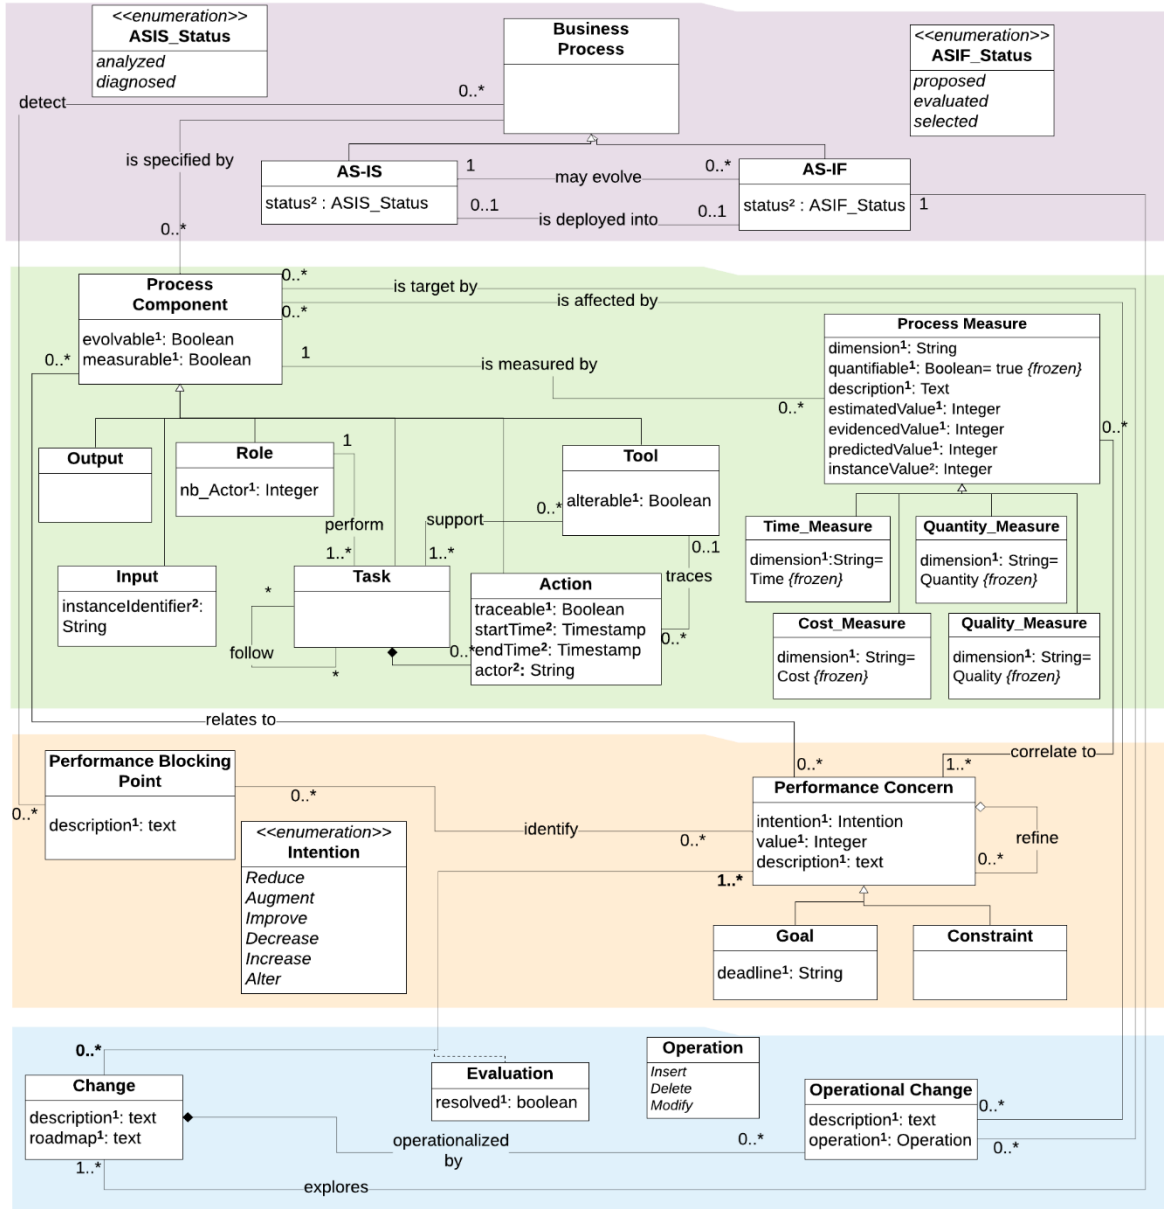 <<enumeration>>
ASIS_Status
analyzed
diagnosed
Business
Process
<<enumeration>>
ASIF_Status
proposed
evaluated
selected
detect
0..*
is specified by
AS-IS
status² : ASIS_Status
1
may evolve
0..*
0..1
is deployed into
0..1
AS-IF
status² : ASIF_Status
1
0..*
Process
Component
evolvable¹: Boolean
measurable¹: Boolean
0..*
is target by
0..*
is affected by
0..*
1
is measured by
0..*
Process Measure
dimension¹: String
quantifiable¹: Boolean= true {frozen}
description¹: Text
estimatedValue¹: Integer
evidencedValue¹: Integer
predictedValue¹: Integer
instanceValue²: Integer
0..*
Output
Role
nb_Actor¹: Integer
1
perform
1..*
Tool
alterable¹: Boolean
support
0..*
1..*
0..1
traces
0..*
Time_Measure
dimension¹:String=
Time {frozen}
Quantity_Measure
dimension¹: String=
Quantity {frozen}
Input
instanceIdentifier²:
String
Task
*
follow
*
0..*
Action
traceable¹: Boolean
startTime²: Timestamp
endTime²: Timestamp
actor²: String
Cost_Measure
dimension¹: String=
Cost {frozen}
Quality_Measure
dimension¹: String=
Quality {frozen}
relates to
correlate to
0..*
1..*
Performance Blocking
Point
description¹: text
0..*
0..*
identify
0..*
Performance Concern
intention¹: Intention
value¹: Integer
description¹: text
refine
0..*
1..*
<<enumeration>>
Intention
Reduce
Augment
Improve
Decrease
Increase
Alter
Goal
deadline¹: String
Constraint
0..*
Change
description¹: text
roadmap¹: text
1..*
Evaluation
resolved¹: boolean
Operation
Insert
Delete
Modify
Operational Change
description¹: text
operation¹: Operation
0..*
0..*
operationalized
by
0..*
explores